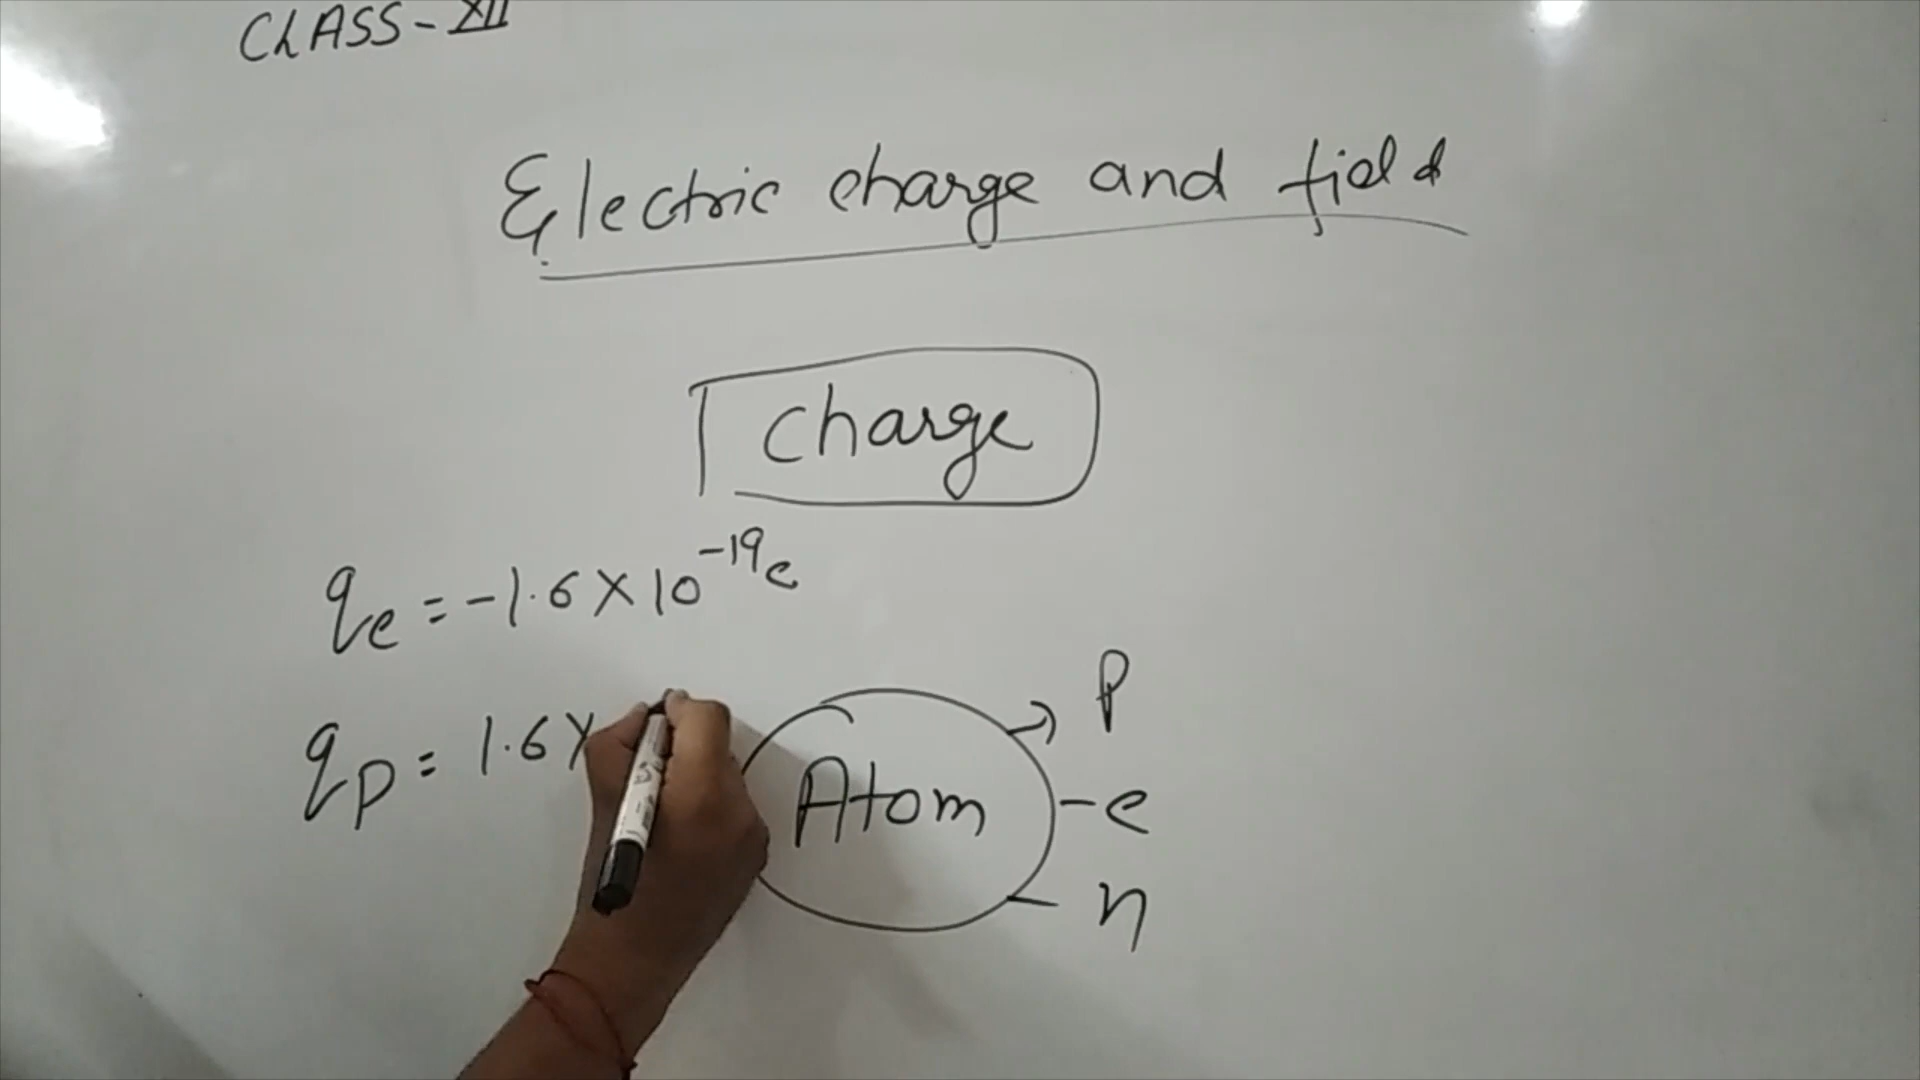 CLASS-XII
Electric charge and field
charge
qe = -1.6 × 10^-19 c
qp = 1.6 ×
Atom
p
e
n